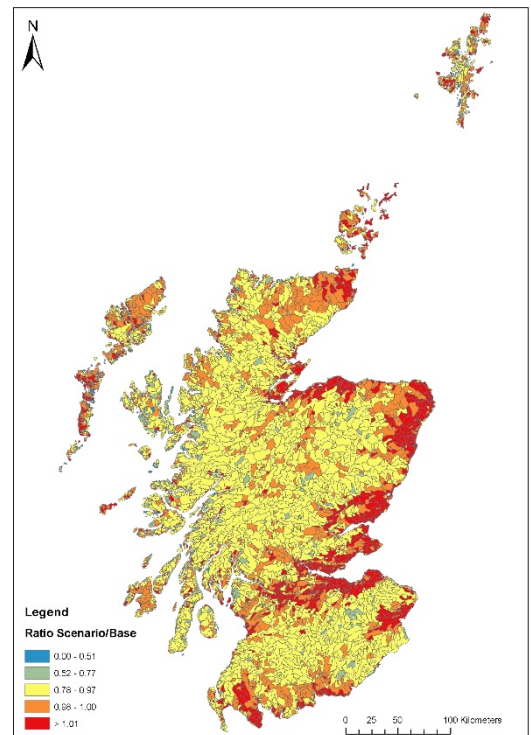 N
Legend
Ratio Scenario/Base
0.00 - 0.51
0.52 - 0.77
0.78 - 0.97
0.98 - 1.00
> 1.01
0 25 50 100 Kilometers